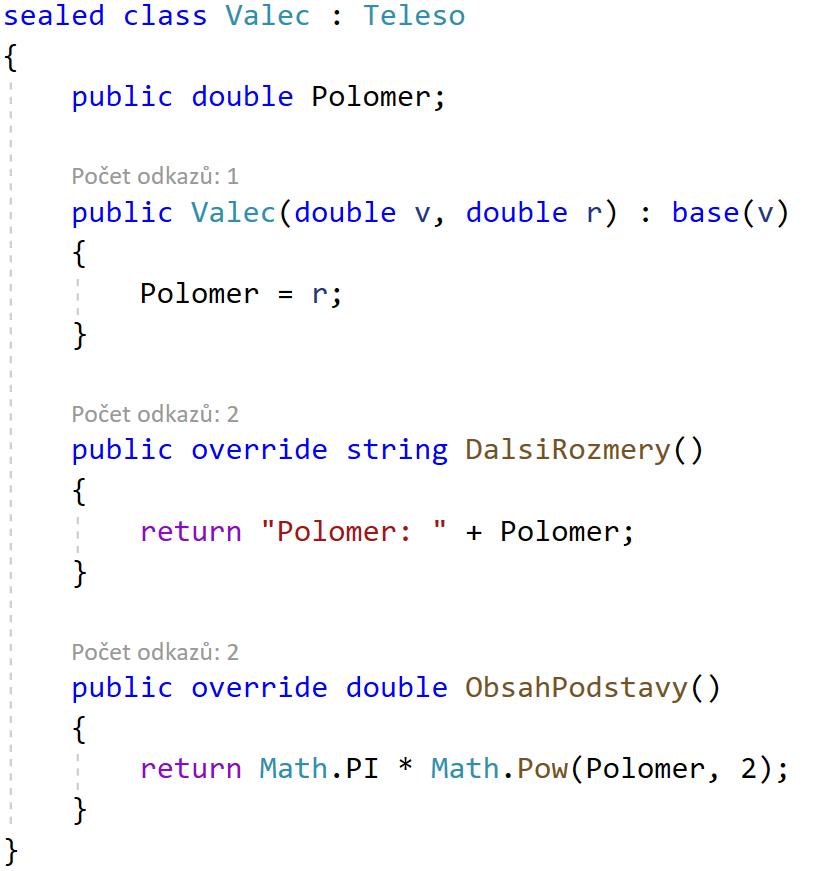 sealed class Valec : Teleso
{
    public double Polomer;

    Počet odkazů: 1
    public Valec(double v, double r) : base(v)
    {
        Polomer = r;
    }

    Počet odkazů: 2
    public override string DalsiRozmery()
    {
        return "Polomer: " + Polomer;
    }

    Počet odkazů: 2
    public override double ObsahPodstavy()
    {
        return Math.PI * Math.Pow(Polomer, 2);
    }
}